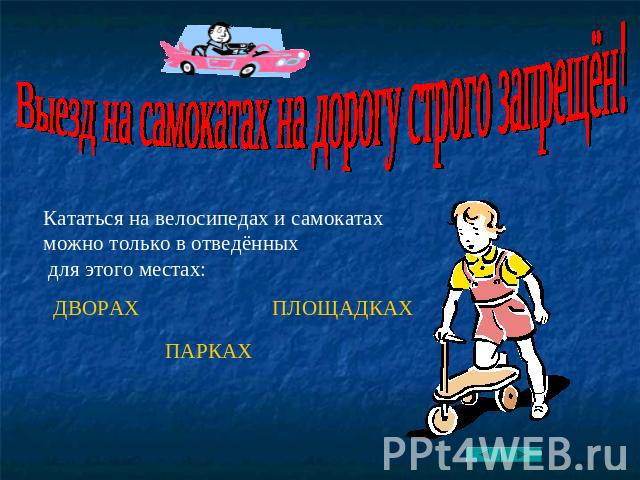 Выезд на самокатах на дорогу строго запрещён!
Кататься на велосипедах и самокатах
можно только в отведённых
для этого местах:
ДВОРАХ ПЛОЩАДКАХ
ПАРКАХ
PPt4WEB.ru